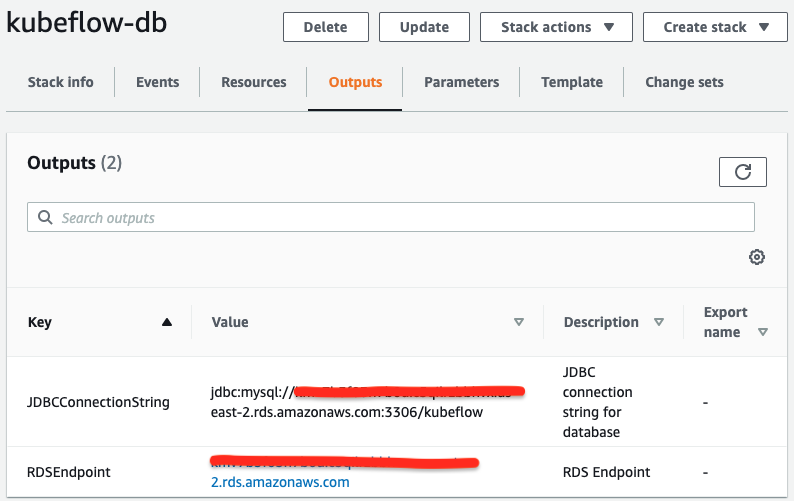 kubeflow-db
Delete
Update
Stack actions
Create stack
Stack info
Events
Resources
Outputs
Parameters
Template
Change sets
Outputs (2)
Search outputs
Key
Value
Description
Export
name
JDBCConnectionString
jdbc:mysql://
east-2.rds.amazonaws.com:3306/kubeflow
JDBC
connection
string for
database
-
RDSEndpoint
2.rds.amazonaws.com
RDS Endpoint
-